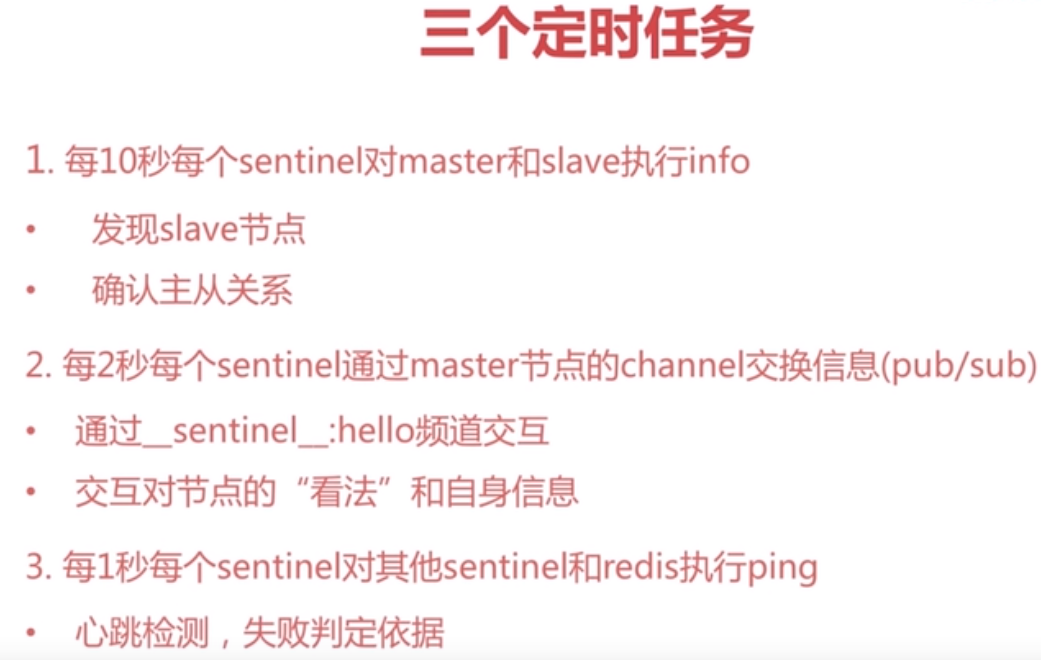 三个定时任务
1. 每10秒每个sentinel对master和slave执行info
• 发现slave节点
• 确认主从关系
2. 每2秒每个sentinel通过master节点的channel交换信息(pub/sub)
• 通过__sentinel__:hello频道交互
• 交互对节点的“看法”和自身信息
3. 每1秒每个sentinel对其他sentinel和redis执行ping
• 心跳检测，失败判定依据